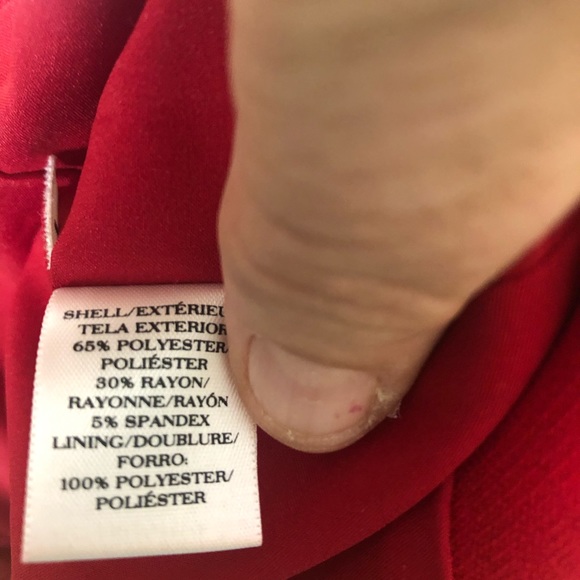 SHELL/EXTÉRIEU
TELA EXTERIOR
65% POLYESTER
POLIÉSTER
30% RAYON/
RAYONNE/RAYÓN
5% SPANDEX
LINING/DOUBLURE/
FORRO:
100% POLYESTER/
POLIÉSTER